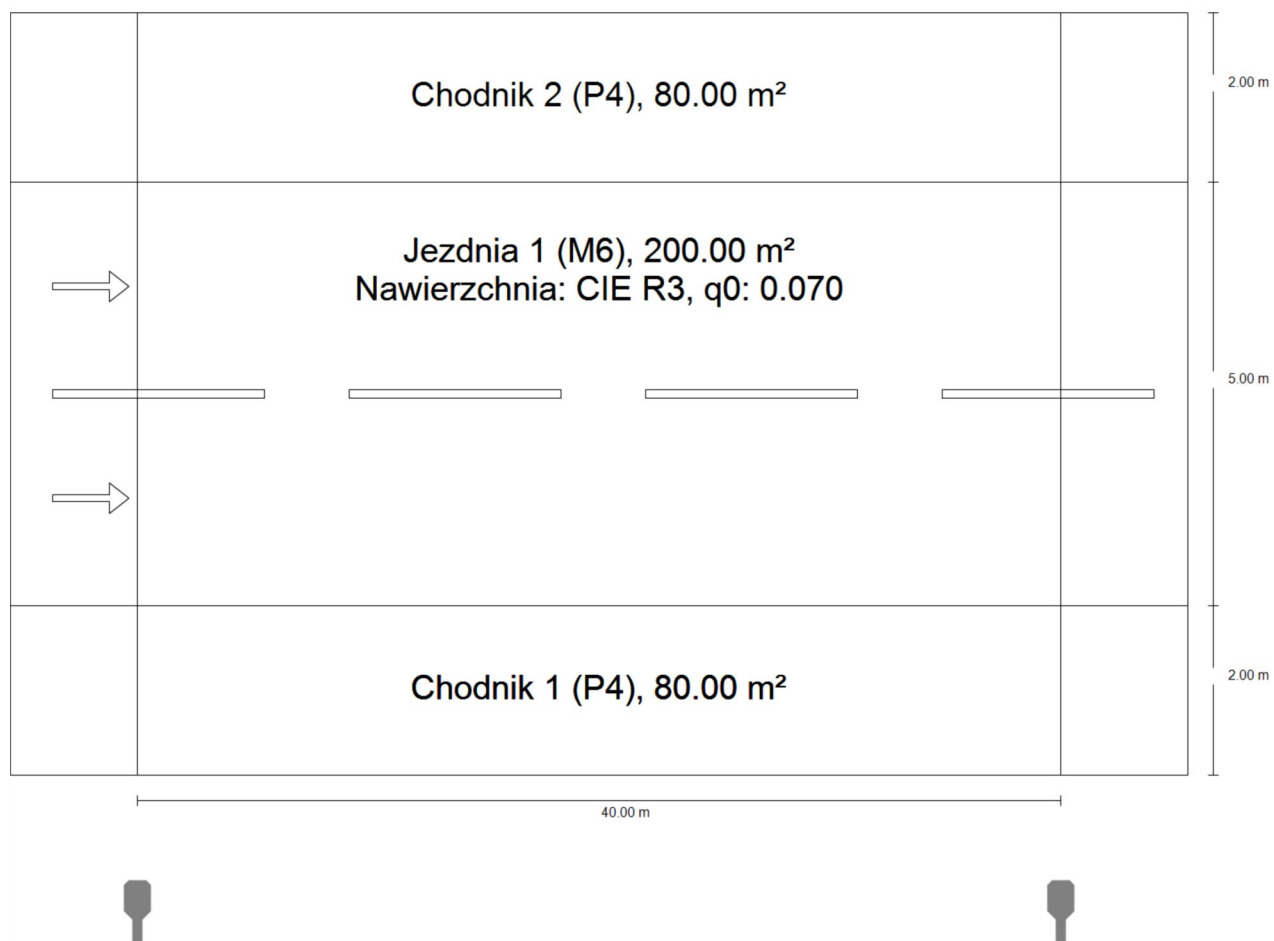 Chodnik 2 (P4), 80.00 m²
2.00 m
Jezdnia 1 (M6), 200.00 m²
Nawierzchnia: CIE R3, q0: 0.070
5.00 m
Chodnik 1 (P4), 80.00 m²
2.00 m
40.00 m